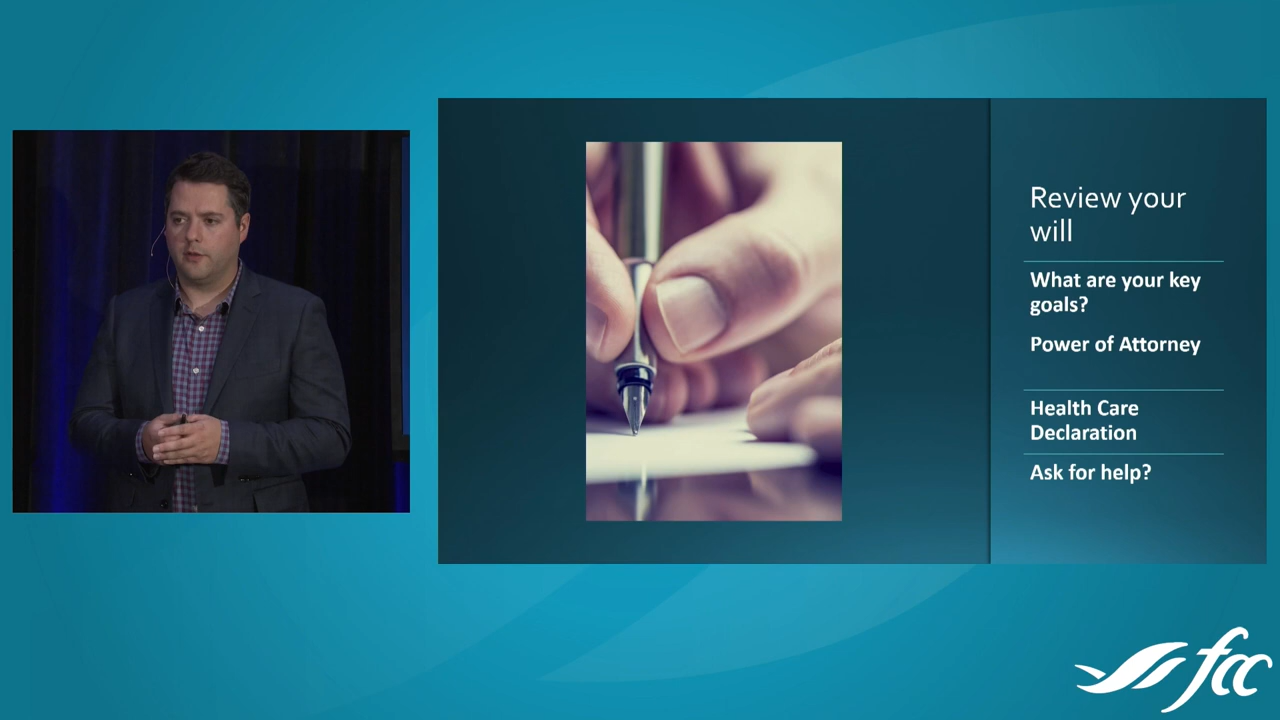 Review your
will
What are your key
goals?
Power of Attorney
Health Care
Declaration
Ask for help?
fcc